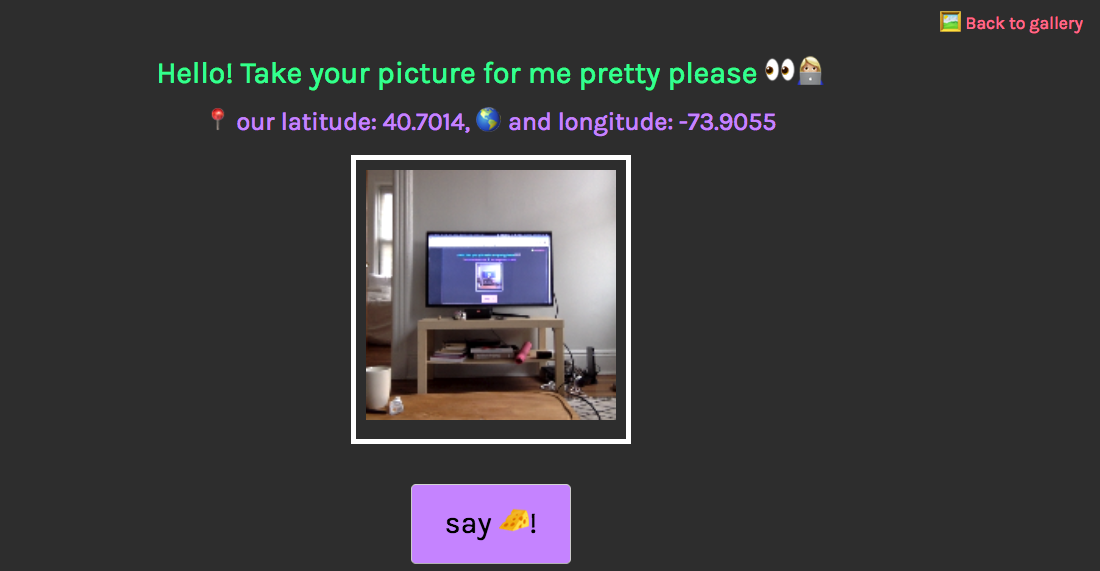 Back to gallery
Hello! Take your picture for me pretty please 👀👩🏼‍💻
📍 our latitude: 40.7014, 🌎 and longitude: -73.9055
say 🧀!